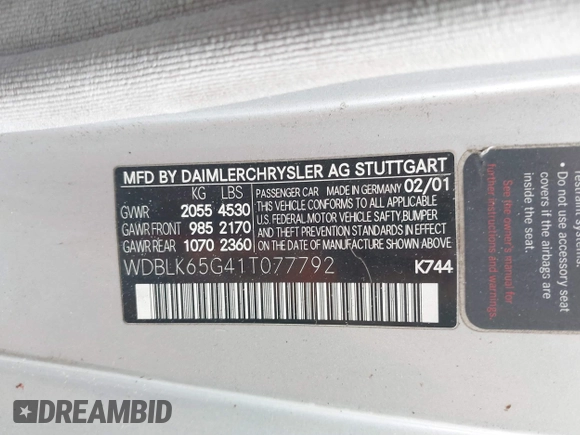 MFD BY DAIMLERCHRYSLER AG STUTTGART
KG LBS
GVWR 2055 4530
GAWR FRONT 985 2170
GAWR REAR 1070 2360
PASSENGER CAR MADE IN GERMANY 02/01
THIS VEHICLE CONFORMS TO ALL APPLICABLE
U.S. FEDERAL MOTOR VEHICLE SAFTY,BUMPER,
AND THEFT PREVENTION STANDARDS IN EFFECT
ON THE DATE OF MANUFACTURE SHOWN ABOVE.
WDBLK65G41T077792 K744
• Do not use accessory seat
covers if the airbags are
inside the seat.
See the owner's manual for
further information and
warnings.
DREAMBID